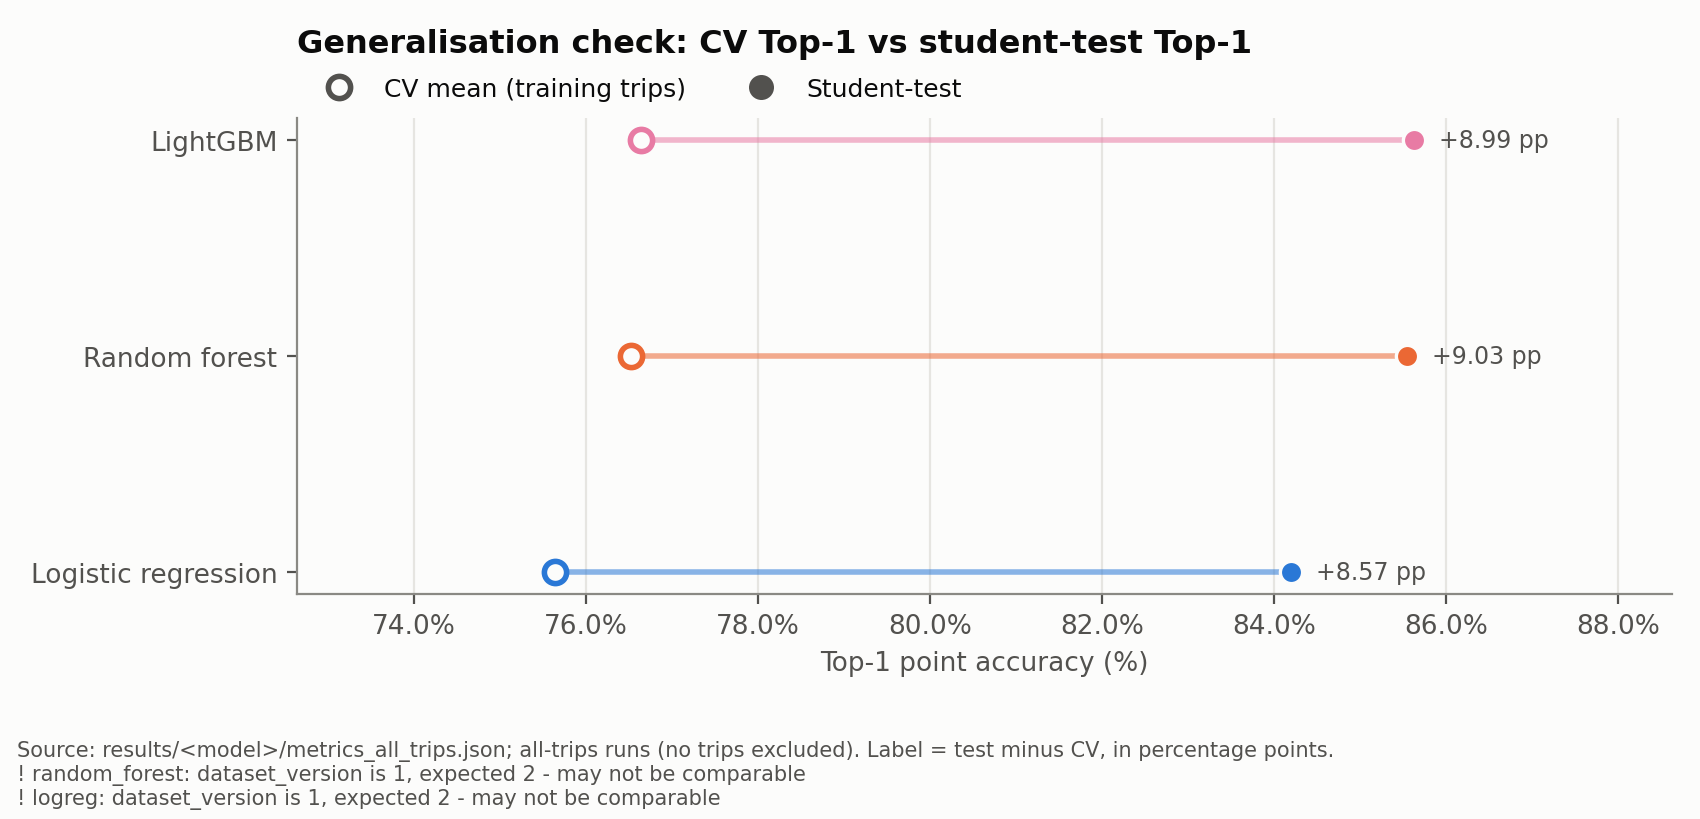 Generalisation check: CV Top-1 vs student-test Top-1
CV mean (training trips)
Student-test
LightGBM
+8.99 pp
Random forest
+9.03 pp
Logistic regression
+8.57 pp
74.0%
76.0%
78.0%
80.0%
82.0%
84.0%
86.0%
88.0%
Top-1 point accuracy (%)
Source: results/<model>/metrics_all_trips.json; all-trips runs (no trips excluded). Label = test minus CV, in percentage points.
! random_forest: dataset_version is 1, expected 2 - may not be comparable
! logreg: dataset_version is 1, expected 2 - may not be comparable